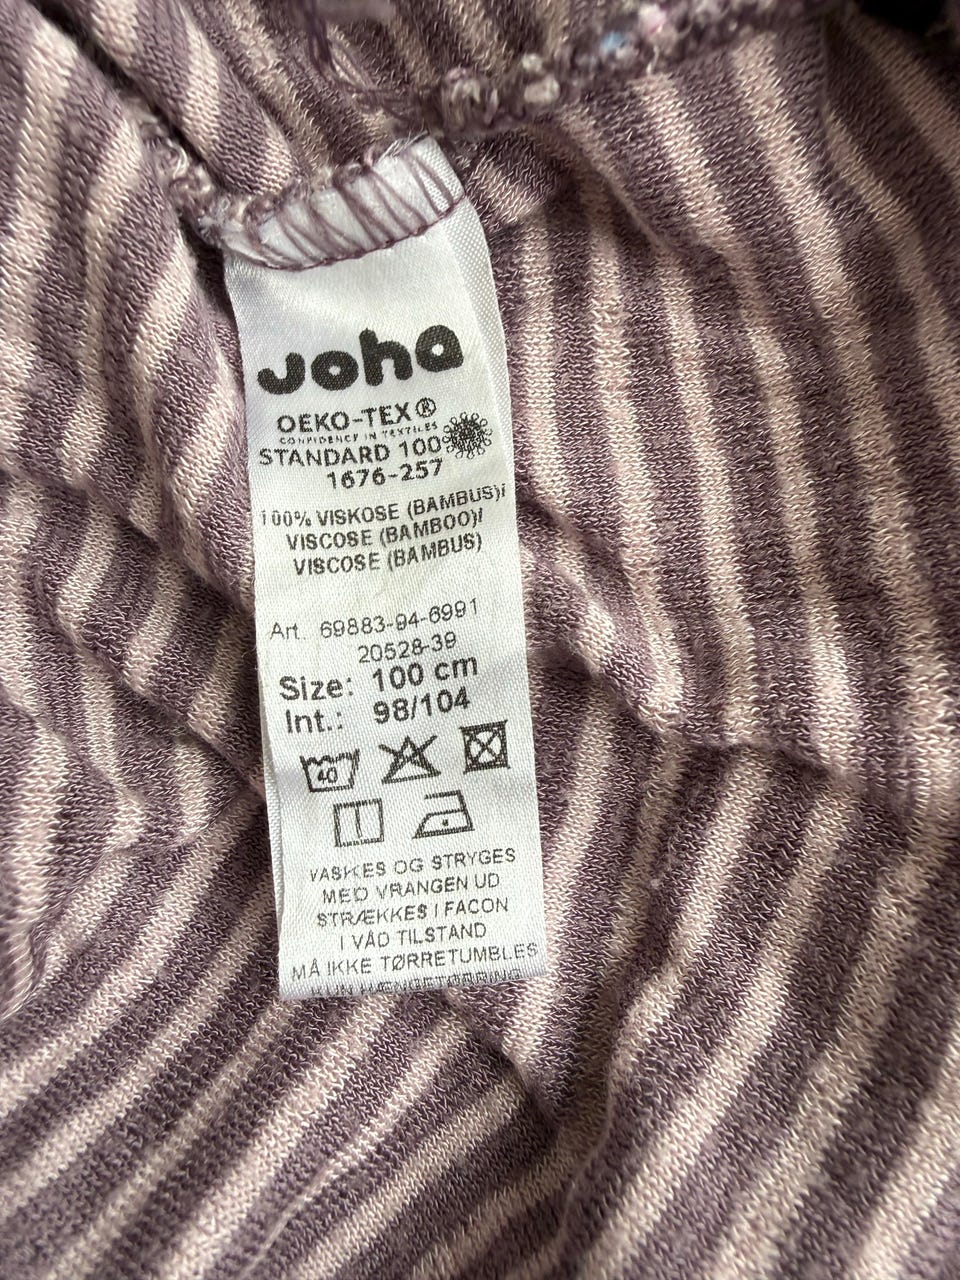 Joha
OEKO-TEX®
CONFIDENCE IN TEXTILES
STANDARD 100
1676-257
100% VISKOSE (BAMBUS)/
VISCOSE (BAMBOO)/
VISCOSE (BAMBUS)
Art. 69883-94-6991
20528-39
Size: 100 cm
Int.: 98/104
40
VASKES OG STRYGES
MED VRANGEN UD
STRÆKKES I FACON
I VÅD TILSTAND
MÅ IKKE TØRRETUMBLES
KUN HÆNGETØRRING